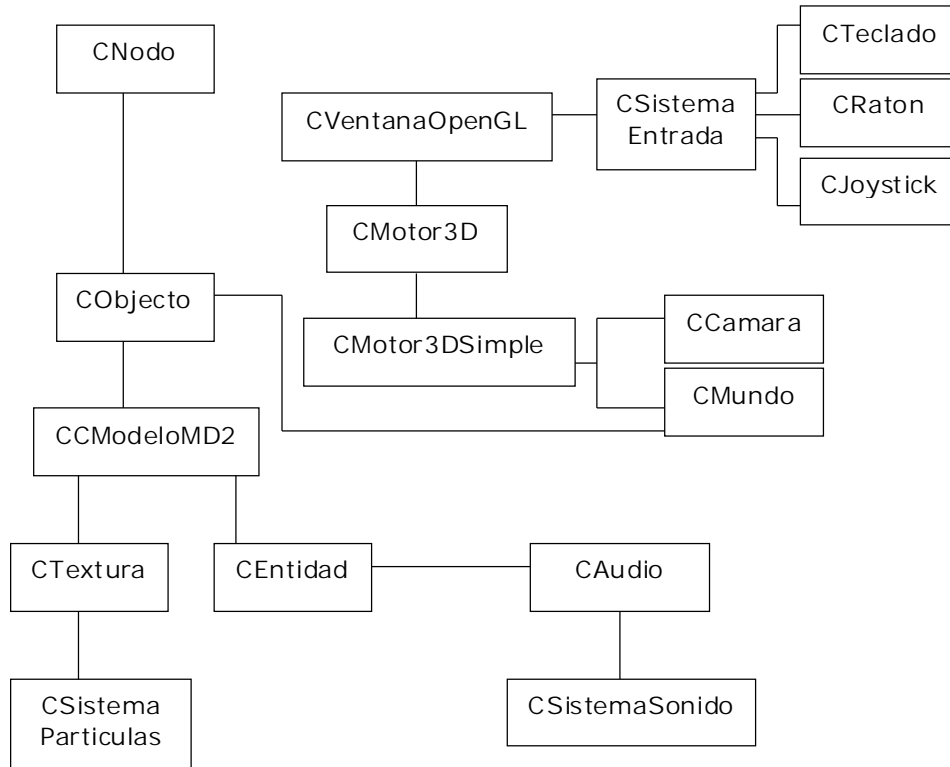 CNodo
CTeclado
CVentanaOpenGL
CSistema
Entrada
CRaton
CJoystick
CMotor3D
CObjecto
CMotor3DSimple
CCamara
CMundo
CCModeloMD2
CTextura
CEntidad
CAudio
CSistema
Particulas
CSistemaSonido